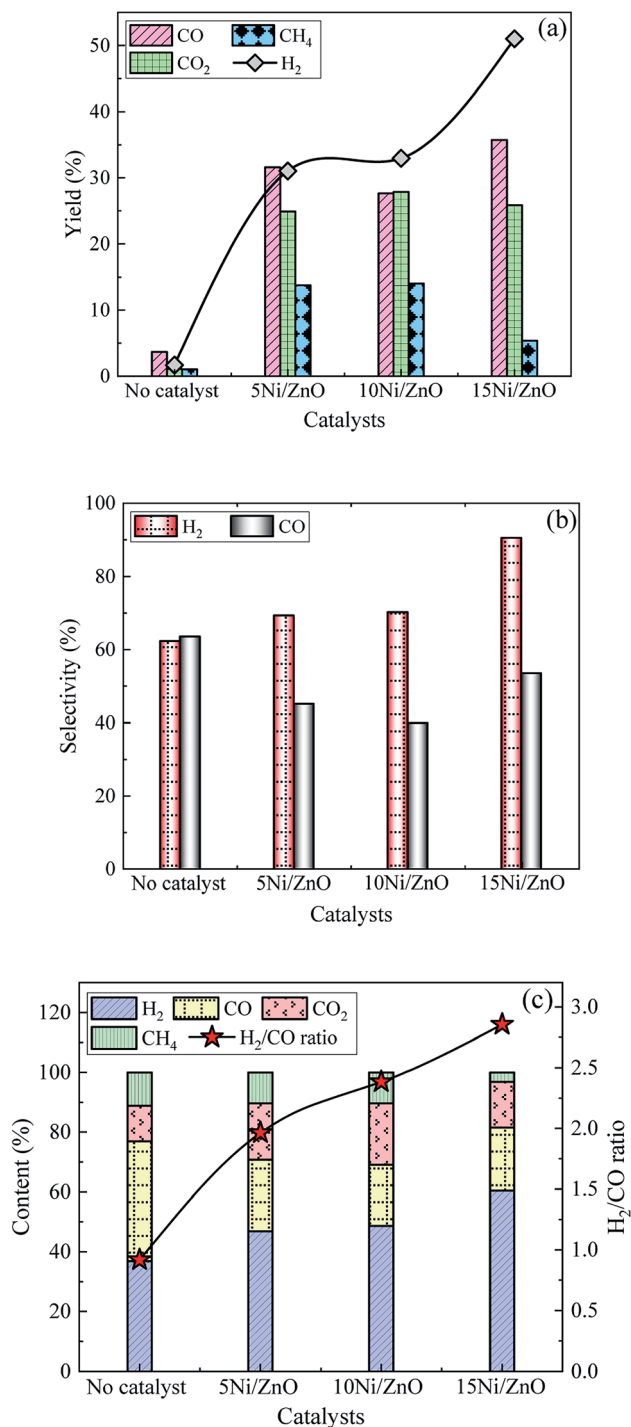 (a)
CO CH₄
CO₂ H₂
50
40
30
20
10
0
Yield (%)
No catalyst 5Ni/ZnO 10Ni/ZnO 15Ni/ZnO
Catalysts
(b)
H₂ CO
100
80
60
40
20
0
Selectivity (%)
No catalyst 5Ni/ZnO 10Ni/ZnO 15Ni/ZnO
Catalysts
(c)
H₂ CO CO₂
CH₄ H₂/CO ratio
120
100
80
60
40
20
0
Content (%)
3.0
2.5
2.0
1.5
1.0
0.5
0.0
H₂/CO ratio
No catalyst 5Ni/ZnO 10Ni/ZnO 15Ni/ZnO
Catalysts